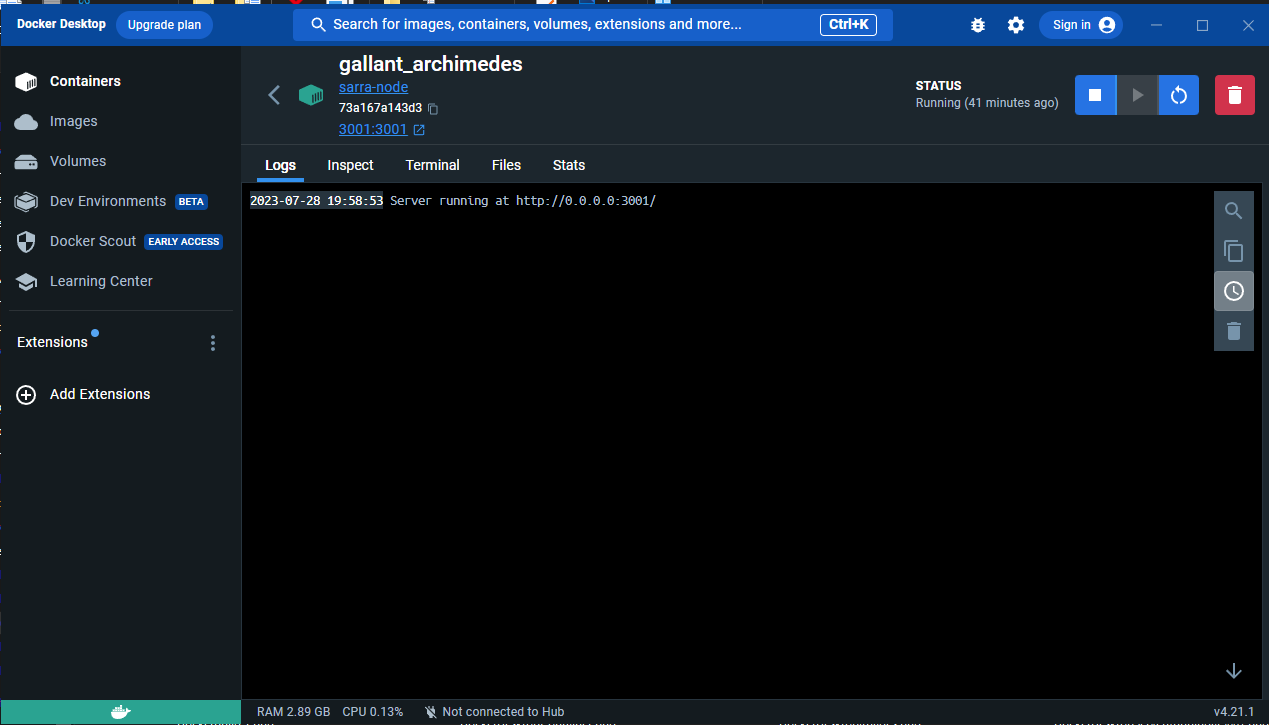 Docker Desktop
Upgrade plan
Search for images, containers, volumes, extensions and more...
Ctrl+K
Sign in
Containers
Images
Volumes
Dev Environments BETA
Docker Scout EARLY ACCESS
Learning Center
Extensions
Add Extensions
gallant_archimedes
sarra-node
73a167a143d3
3001:3001
STATUS
Running (41 minutes ago)
Logs
Inspect
Terminal
Files
Stats
2023-07-28 19:58:53 Server running at http://0.0.0.0:3001/
RAM 2.89 GB CPU 0.13% Not connected to Hub
v4.21.1